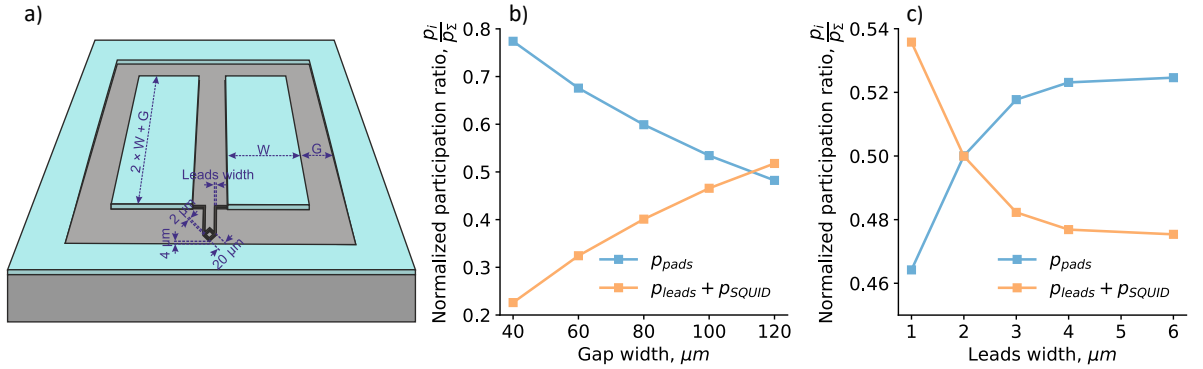 a)
2 × W + G
W
G
Leads width
2 µm
4 µm
20 µm
b)
Normalized participation ratio, p_i/p_Σ
0.8
0.7
0.6
0.5
0.4
0.3
0.2
p_pads
p_leads + p_SQUID
40 60 80 100 120
Gap width, µm
c)
Normalized participation ratio, p_i/p_Σ
0.54
0.52
0.50
0.48
0.46
p_pads
p_leads + p_SQUID
1 2 3 4 5 6
Leads width, µm